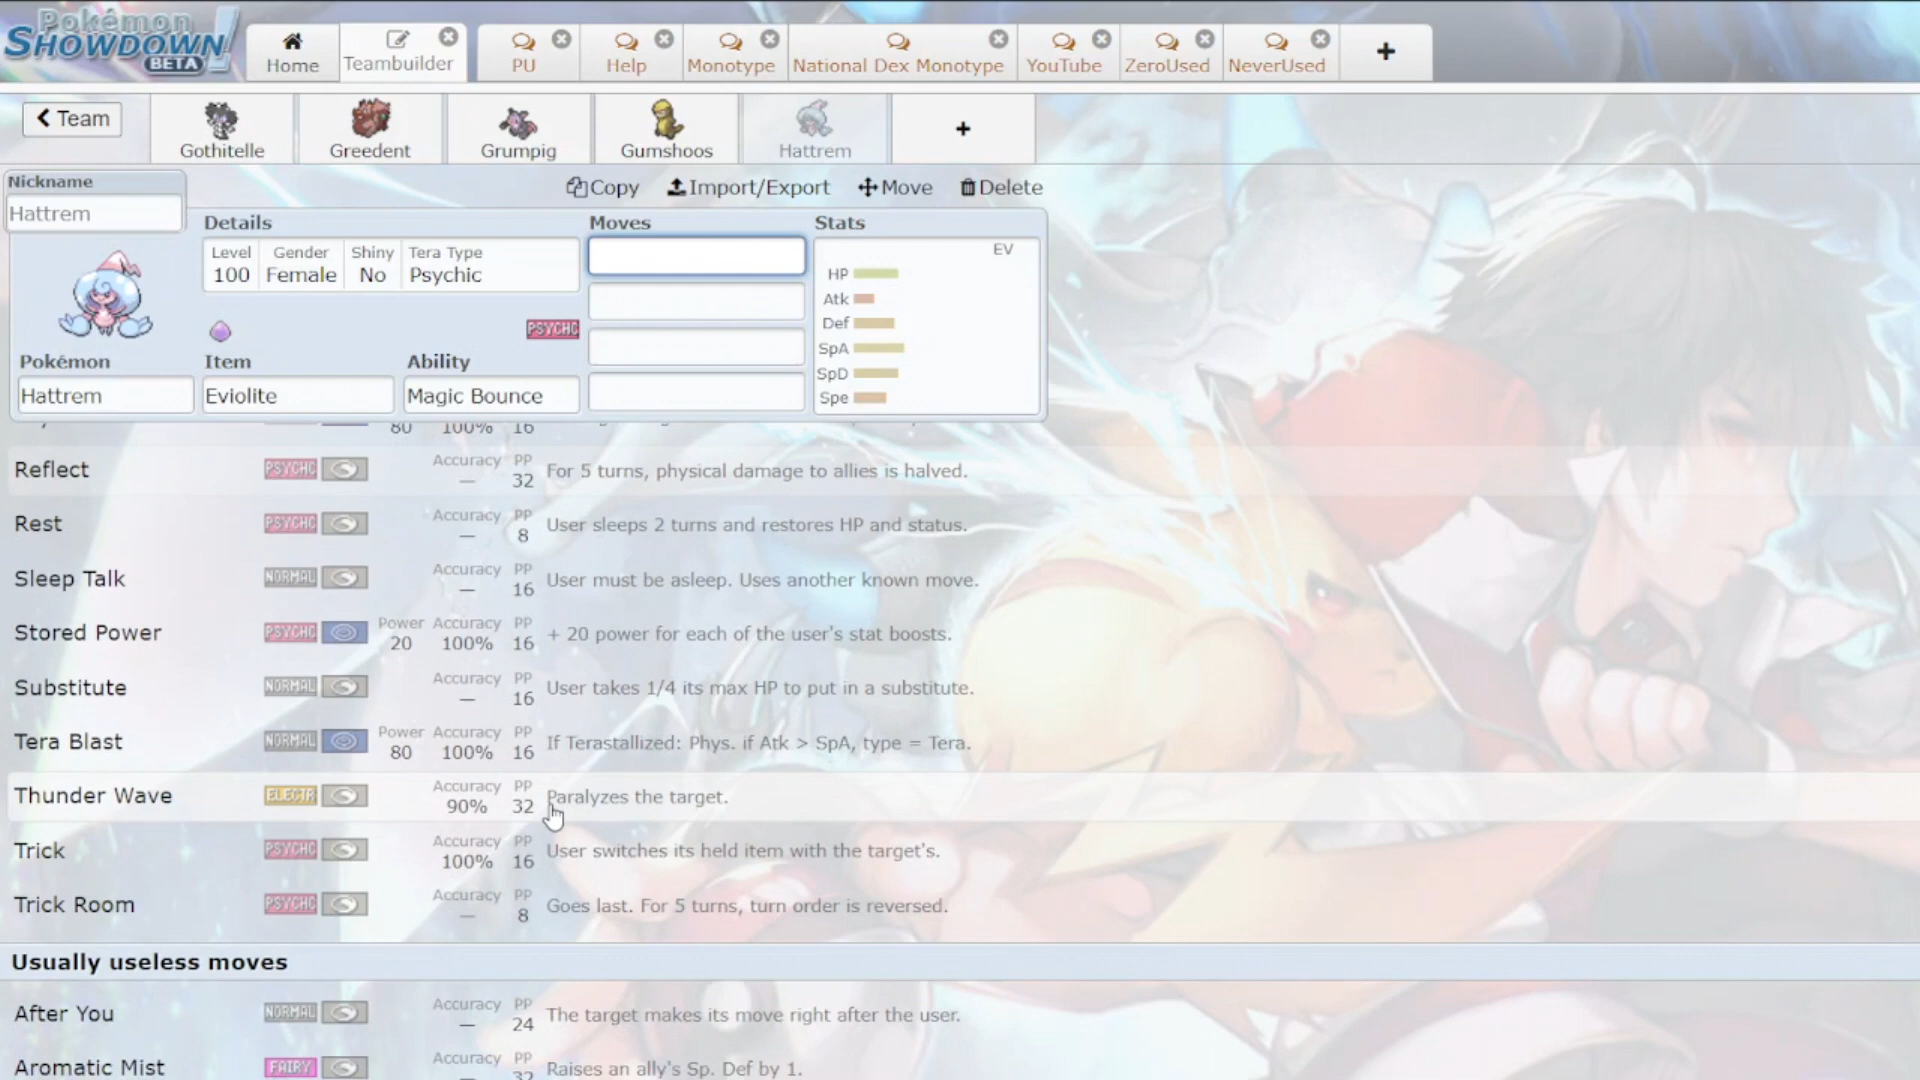 Pokémon
SHOWDOWN!
BETA
Home
Teambuilder
PU
Help
Monotype
National Dex Monotype
YouTube
ZeroUsed
NeverUsed
+
Team
Gothitelle
Greedent
Grumpig
Gumshoos
Hattrem
+
Nickname
Hattrem
Copy
Import/Export
Move
Delete
Details
Moves
Stats
Level
100
Gender
Female
Shiny
No
Tera Type
Psychic
EV
HP
Atk
Def
SpA
SpD
Spe
PSYCHC
Pokémon
Hattrem
Item
Eviolite
Ability
Magic Bounce
80 100% 16
Reflect PSYCHC Accuracy — PP 32 For 5 turns, physical damage to allies is halved.
Rest PSYCHC Accuracy — PP 8 User sleeps 2 turns and restores HP and status.
Sleep Talk NORMAL Accuracy — PP 16 User must be asleep. Uses another known move.
Stored Power PSYCHC Power 20 Accuracy 100% PP 16 + 20 power for each of the user's stat boosts.
Substitute NORMAL Accuracy — PP 16 User takes 1/4 its max HP to put in a substitute.
Tera Blast NORMAL Power 80 Accuracy 100% PP 16 If Terastallized: Phys. if Atk > SpA, type = Tera.
Thunder Wave ELECTR Accuracy 90% PP 32 Paralyzes the target.
Trick PSYCHC Accuracy 100% PP 16 User switches its held item with the target's.
Trick Room PSYCHC Accuracy — PP 8 Goes last. For 5 turns, turn order is reversed.
Usually useless moves
After You NORMAL Accuracy — PP 24 The target makes its move right after the user.
Aromatic Mist FAIRY Accuracy PP 32 Raises an ally's Sp. Def by 1.